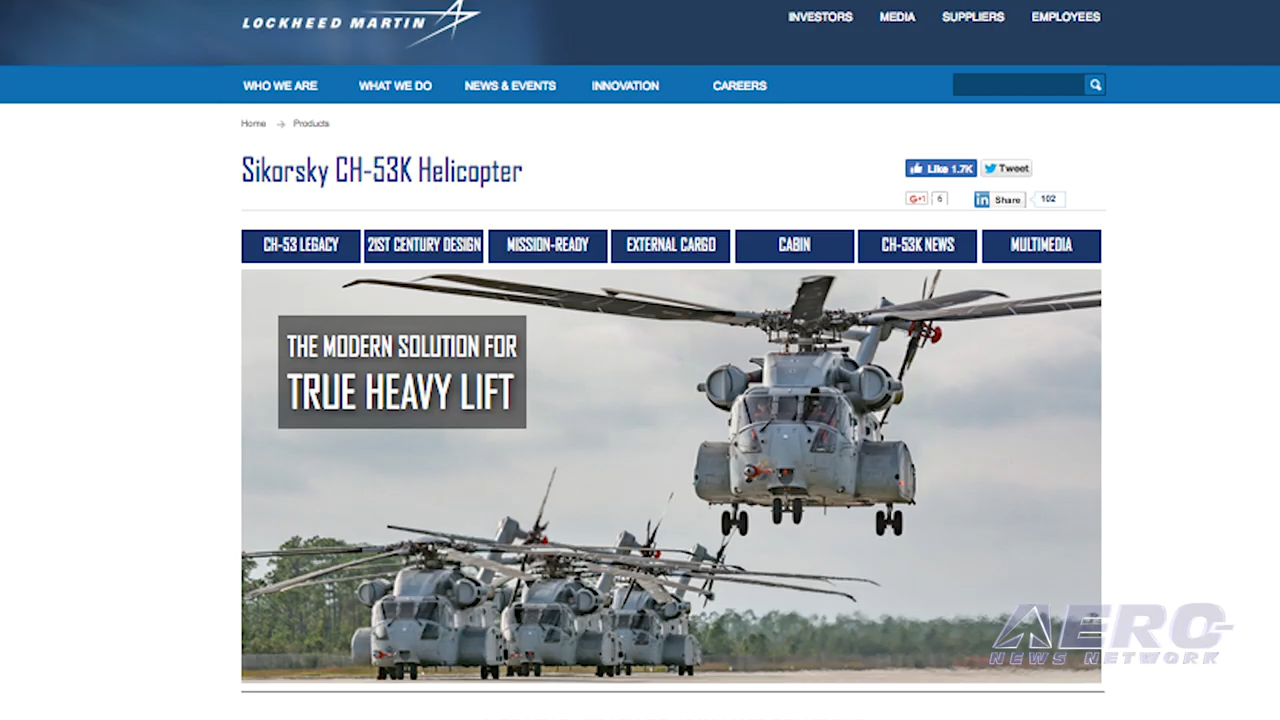 LOCKHEED MARTIN
INVESTORS MEDIA SUPPLIERS EMPLOYEES
WHO WE ARE WHAT WE DO NEWS & EVENTS INNOVATION CAREERS
Home Products
Sikorsky CH-53K Helicopter
Like 1.7K Tweet
G+1 6 in Share 102
CH-53 LEGACY 21ST CENTURY DESIGN MISSION-READY EXTERNAL CARGO CABIN CH-53K NEWS MULTIMEDIA
THE MODERN SOLUTION FOR
TRUE HEAVY LIFT
AERO
NEWS NETWORK